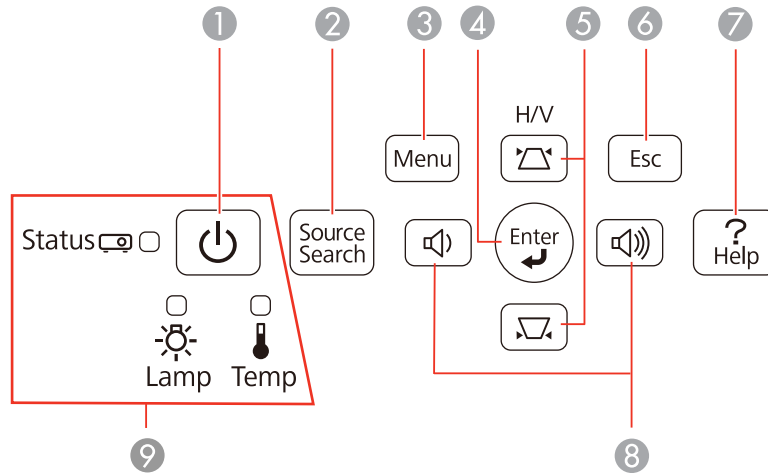 1 2 3 4 5 6 7
H/V
Menu
Esc
Status
Source
Search
Enter
?
Help
Lamp Temp
9 8